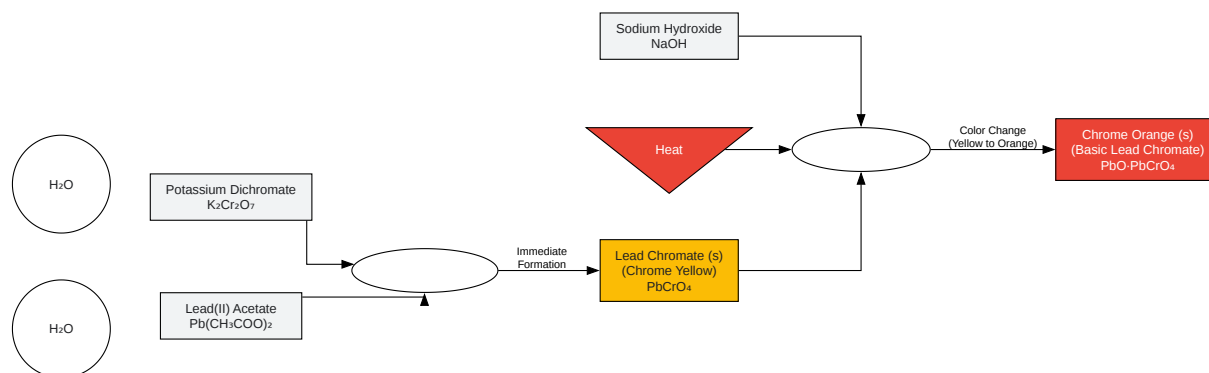 H₂O
H₂O
Potassium Dichromate
K₂Cr₂O₇
Lead(II) Acetate
Pb(CH₃COO)₂
Immediate
Formation
Sodium Hydroxide
NaOH
Heat
Lead Chromate (s)
(Chrome Yellow)
PbCrO₄
Color Change
(Yellow to Orange)
Chrome Orange (s)
(Basic Lead Chromate)
PbO·PbCrO₄